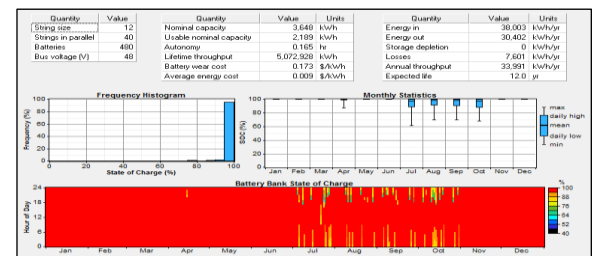 Quantity Value
String size 12
Strings in parallel 40
Batteries 480
Bus voltage (V) 48
Quantity Value Units
Nominal capacity 3,648 kWh
Usable nominal capacity 2,189 kWh
Autonomy 0.165 hr
Lifetime throughput 5,072,928 kWh
Battery wear cost 0.173 $/kWh
Average energy cost 0.009 $/kWh
Quantity Value Units
Energy in 38,003 kWh/yr
Energy out 30,402 kWh/yr
Storage depletion 0 kWh/yr
Losses 7,601 kWh/yr
Annual throughput 33,991 kWh/yr
Expected life 12.0 yr
Frequency Histogram
Frequency (%)
100
80
60
40
20
0
0 20 40 60 80 100
State of Charge (%)
Monthly Statistics
SOC (%)
100
80
60
40
20
0
Jan Feb Mar Apr May Jun Jul Aug Sep Oct Nov Dec
max
daily high
mean
daily low
min
Battery Bank State of Charge
Hour of Day
24
18
12
6
0
Jan Feb Mar Apr May Jun Jul Aug Sep Oct Nov Dec
%
100
88
76
64
52
40